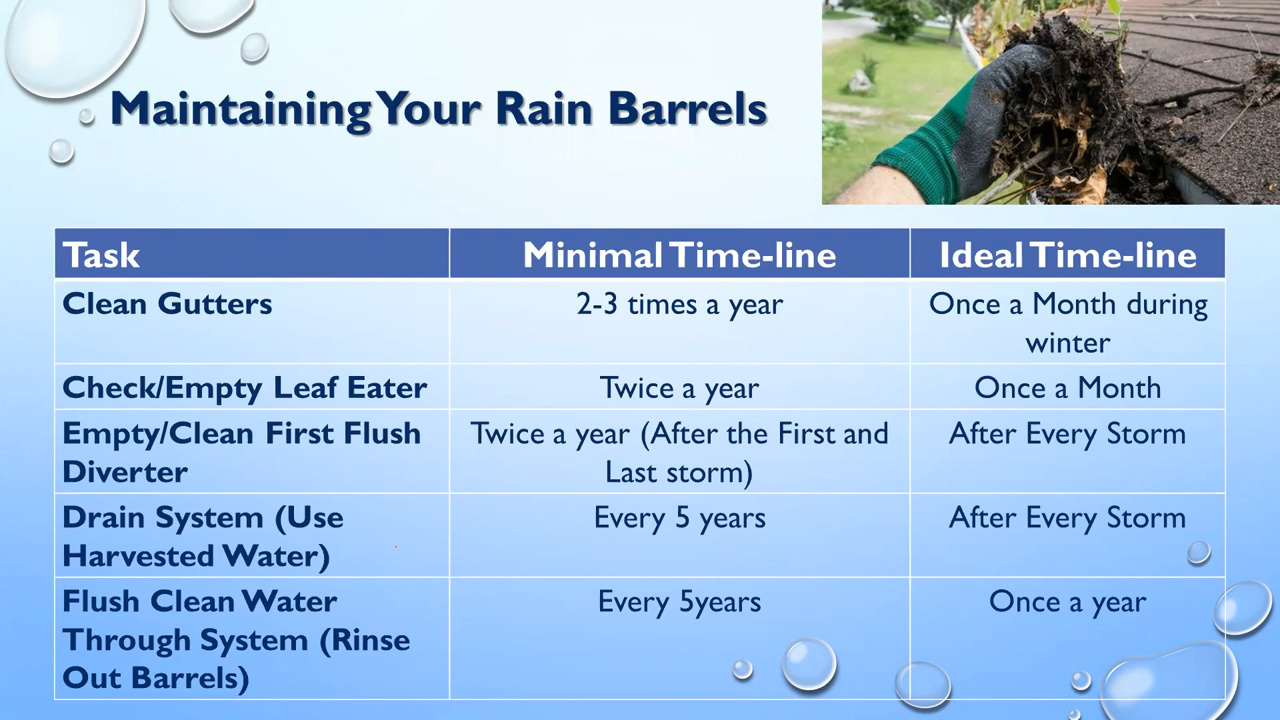 Maintaining Your Rain Barrels
Task
Minimal Time-line
Ideal Time-line
Clean Gutters
2-3 times a year
Once a Month during
winter
Check/Empty Leaf Eater
Twice a year
Once a Month
Empty/Clean First Flush
Diverter
Twice a year (After the First and
Last storm)
After Every Storm
Drain System (Use
Harvested Water)
Every 5 years
After Every Storm
Flush Clean Water
Through System (Rinse
Out Barrels)
Every 5years
Once a year